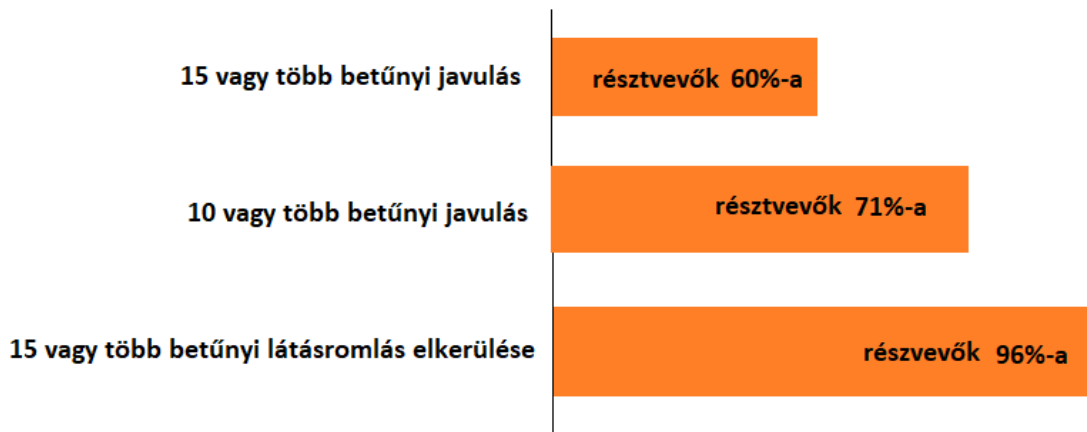 15 vagy több betűnyi javulás résztvevők 60%-a
10 vagy több betűnyi javulás résztvevők 71%-a
15 vagy több betűnyi látásromlás elkerülése részvevők 96%-a